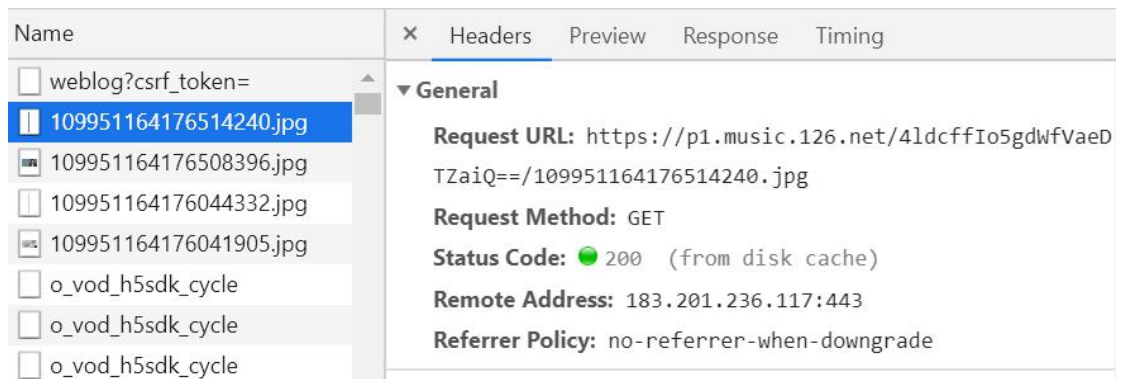 Name
weblog?csrf_token=
109951164176514240.jpg
109951164176508396.jpg
109951164176044332.jpg
109951164176041905.jpg
o_vod_h5sdk_cycle
o_vod_h5sdk_cycle
o_vod_h5sdk_cycle
× Headers Preview Response Timing
▼ General
Request URL: https://p1.music.126.net/4ldcffIo5gdWfVaeD
TZaiQ==/109951164176514240.jpg
Request Method: GET
Status Code: 200 (from disk cache)
Remote Address: 183.201.236.117:443
Referrer Policy: no-referrer-when-downgrade